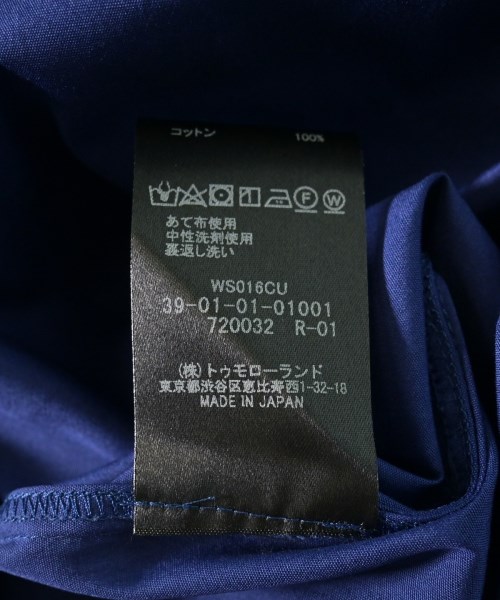 コットン 100%
F W
あて布使用
中性洗剤使用
裏返し洗い
WS016CU
39-01-01-01001
720032 R-01
(株)トゥモローランド
東京都渋谷区恵比寿西1-32-18
MADE IN JAPAN